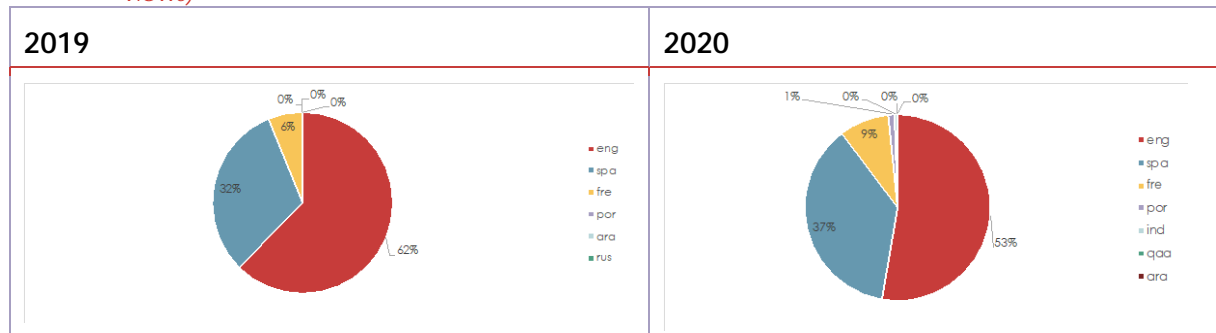 2019
2020
0%
0%
0%
6%
32%
62%
eng
spa
fre
por
ara
rus
1%
0%
0%
0%
9%
37%
53%
eng
spa
fre
por
ind
qaa
ara